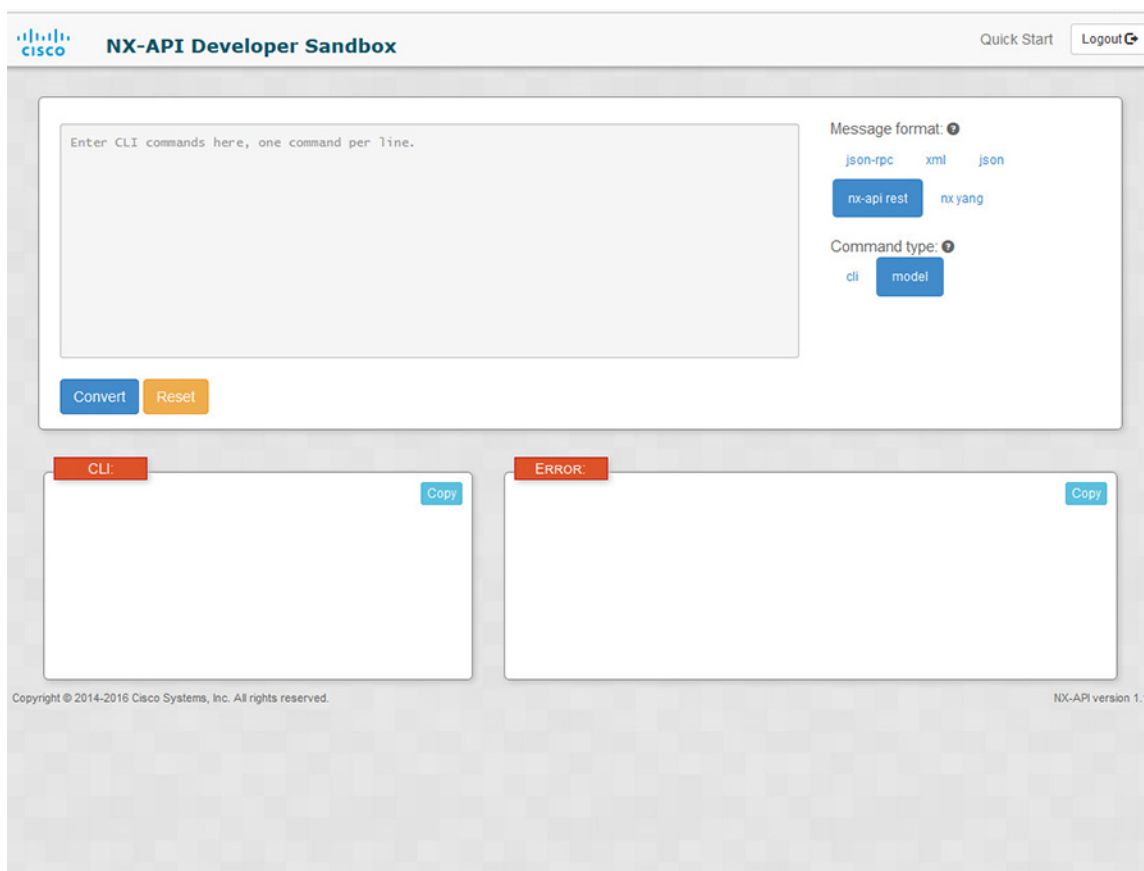 CISCO
NX-API Developer Sandbox
Quick Start
Logout
Enter CLI commands here, one command per line.
Message format:
json-rpc xml json
nx-api rest nx yang
Command type:
cli model
Convert Reset
CLI:
Copy
ERROR:
Copy
Copyright © 2014-2016 Cisco Systems, Inc. All rights reserved.
NX-API version 1.